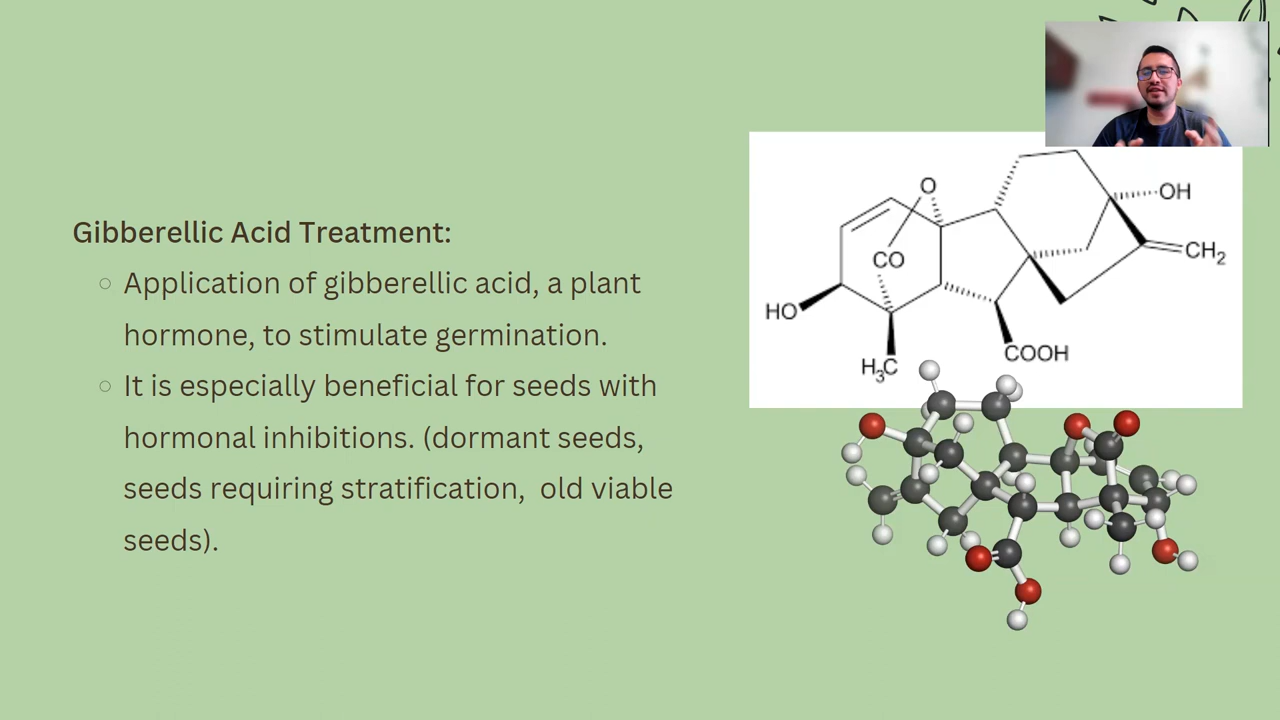 Gibberellic Acid Treatment:
Application of gibberellic acid, a plant
hormone, to stimulate germination.
It is especially beneficial for seeds with
hormonal inhibitions. (dormant seeds,
seeds requiring stratification,  old viable
seeds).
O
OH
CO
CH2
HO
COOH
H3C